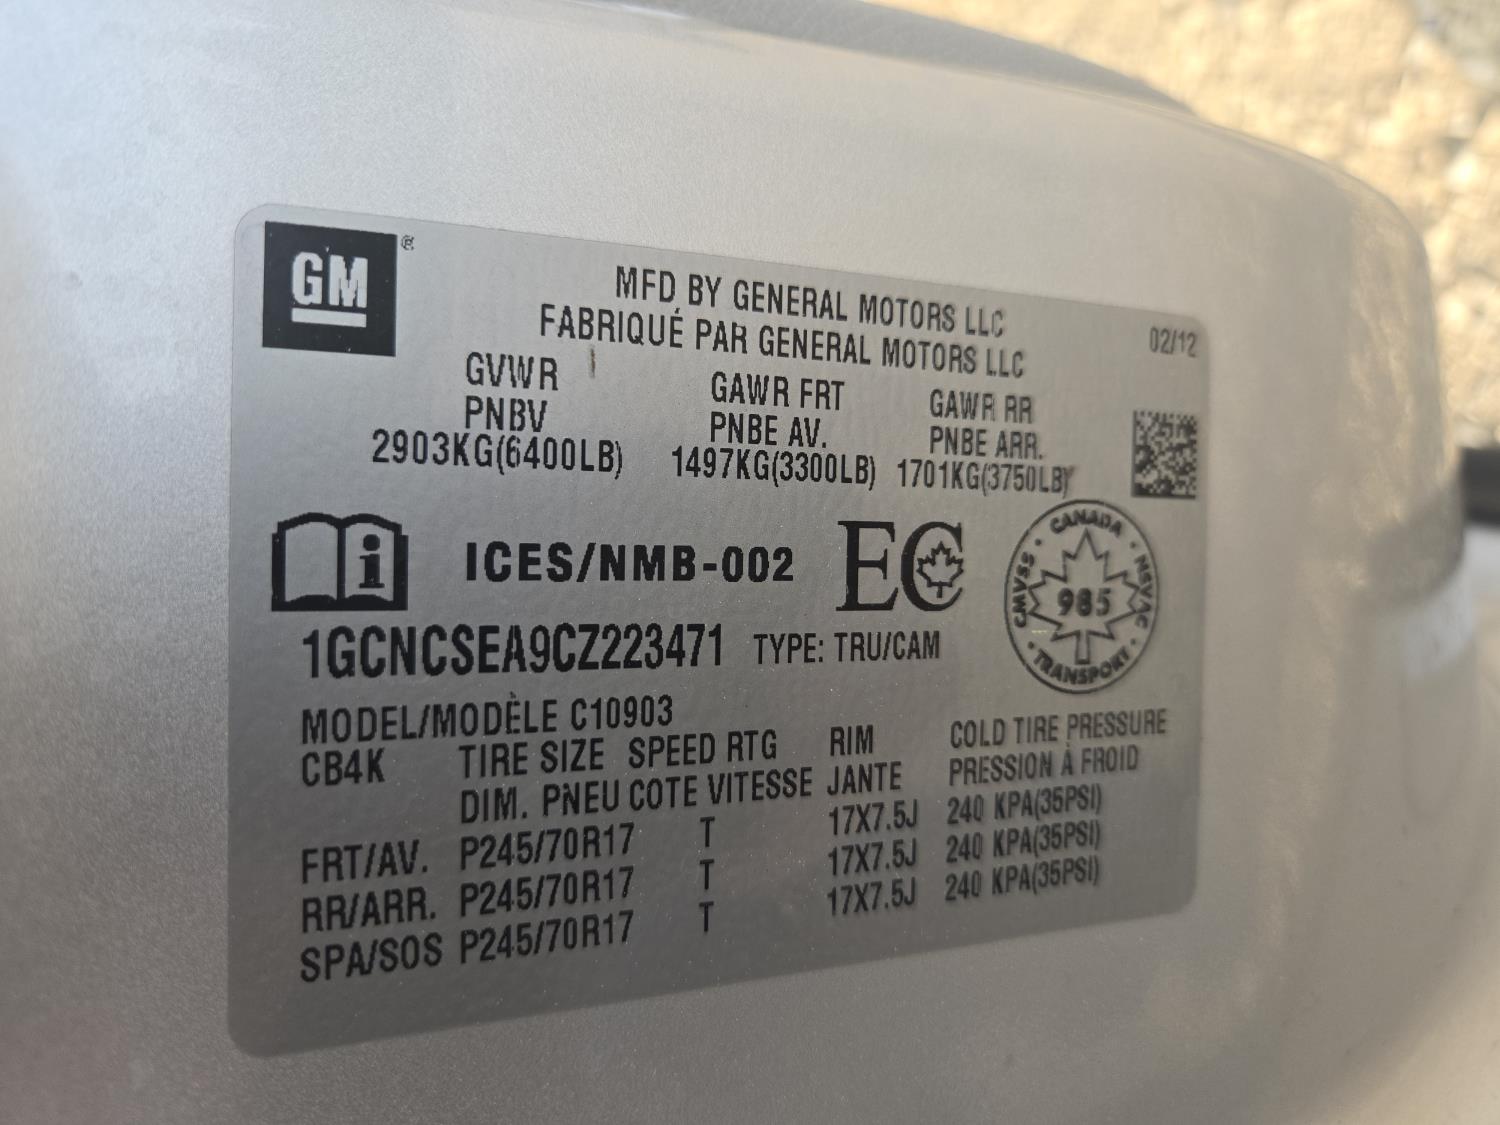 GM ®
MFD BY GENERAL MOTORS LLC
FABRIQUÉ PAR GENERAL MOTORS LLC
02/12
GVWR GAWR FRT GAWR RR
PNBV PNBE AV. PNBE ARR.
2903KG(6400LB) 1497KG(3300LB) 1701KG(3750LB)
ICES/NMB-002 EC
CANADA · NSVAC · TRANSPORT · CMVSS ·
985
1GCNCSEA9CZ223471 TYPE: TRU/CAM
MODEL/MODÈLE C10903
CB4K TIRE SIZE SPEED RTG RIM COLD TIRE PRESSURE
DIM. PNEU COTE VITESSE JANTE PRESSION À FROID
FRT/AV. P245/70R17 T 17X7.5J 240 KPA(35PSI)
RR/ARR. P245/70R17 T 17X7.5J 240 KPA(35PSI)
SPA/SOS P245/70R17 T 17X7.5J 240 KPA(35PSI)